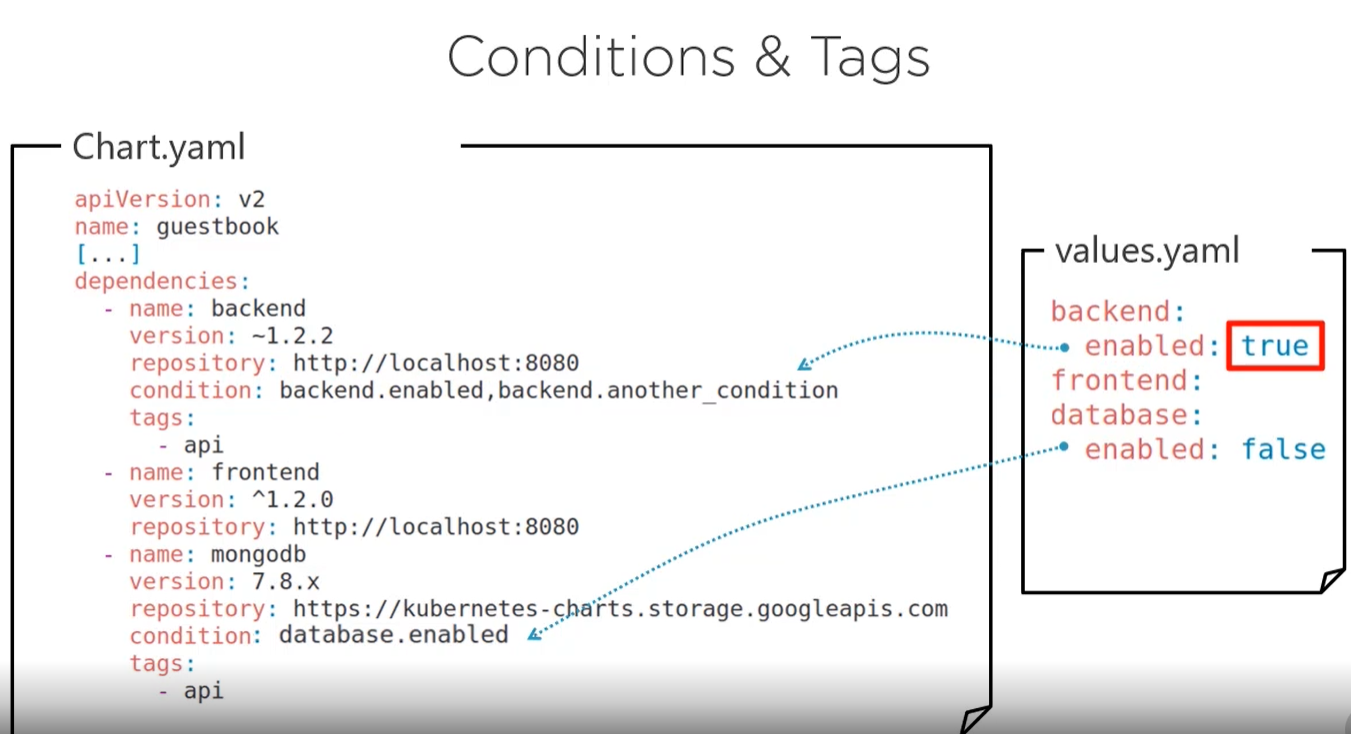 Conditions & Tags
Chart.yaml
apiVersion: v2
name: guestbook
[...]
dependencies:
  - name: backend
    version: ~1.2.2
    repository: http://localhost:8080
    condition: backend.enabled,backend.another_condition
    tags:
      - api
  - name: frontend
    version: ^1.2.0
    repository: http://localhost:8080
  - name: mongodb
    version: 7.8.x
    repository: https://kubernetes-charts.storage.googleapis.com
    condition: database.enabled
    tags:
      - api
values.yaml
backend:
  enabled: true
frontend:
database:
  enabled: false